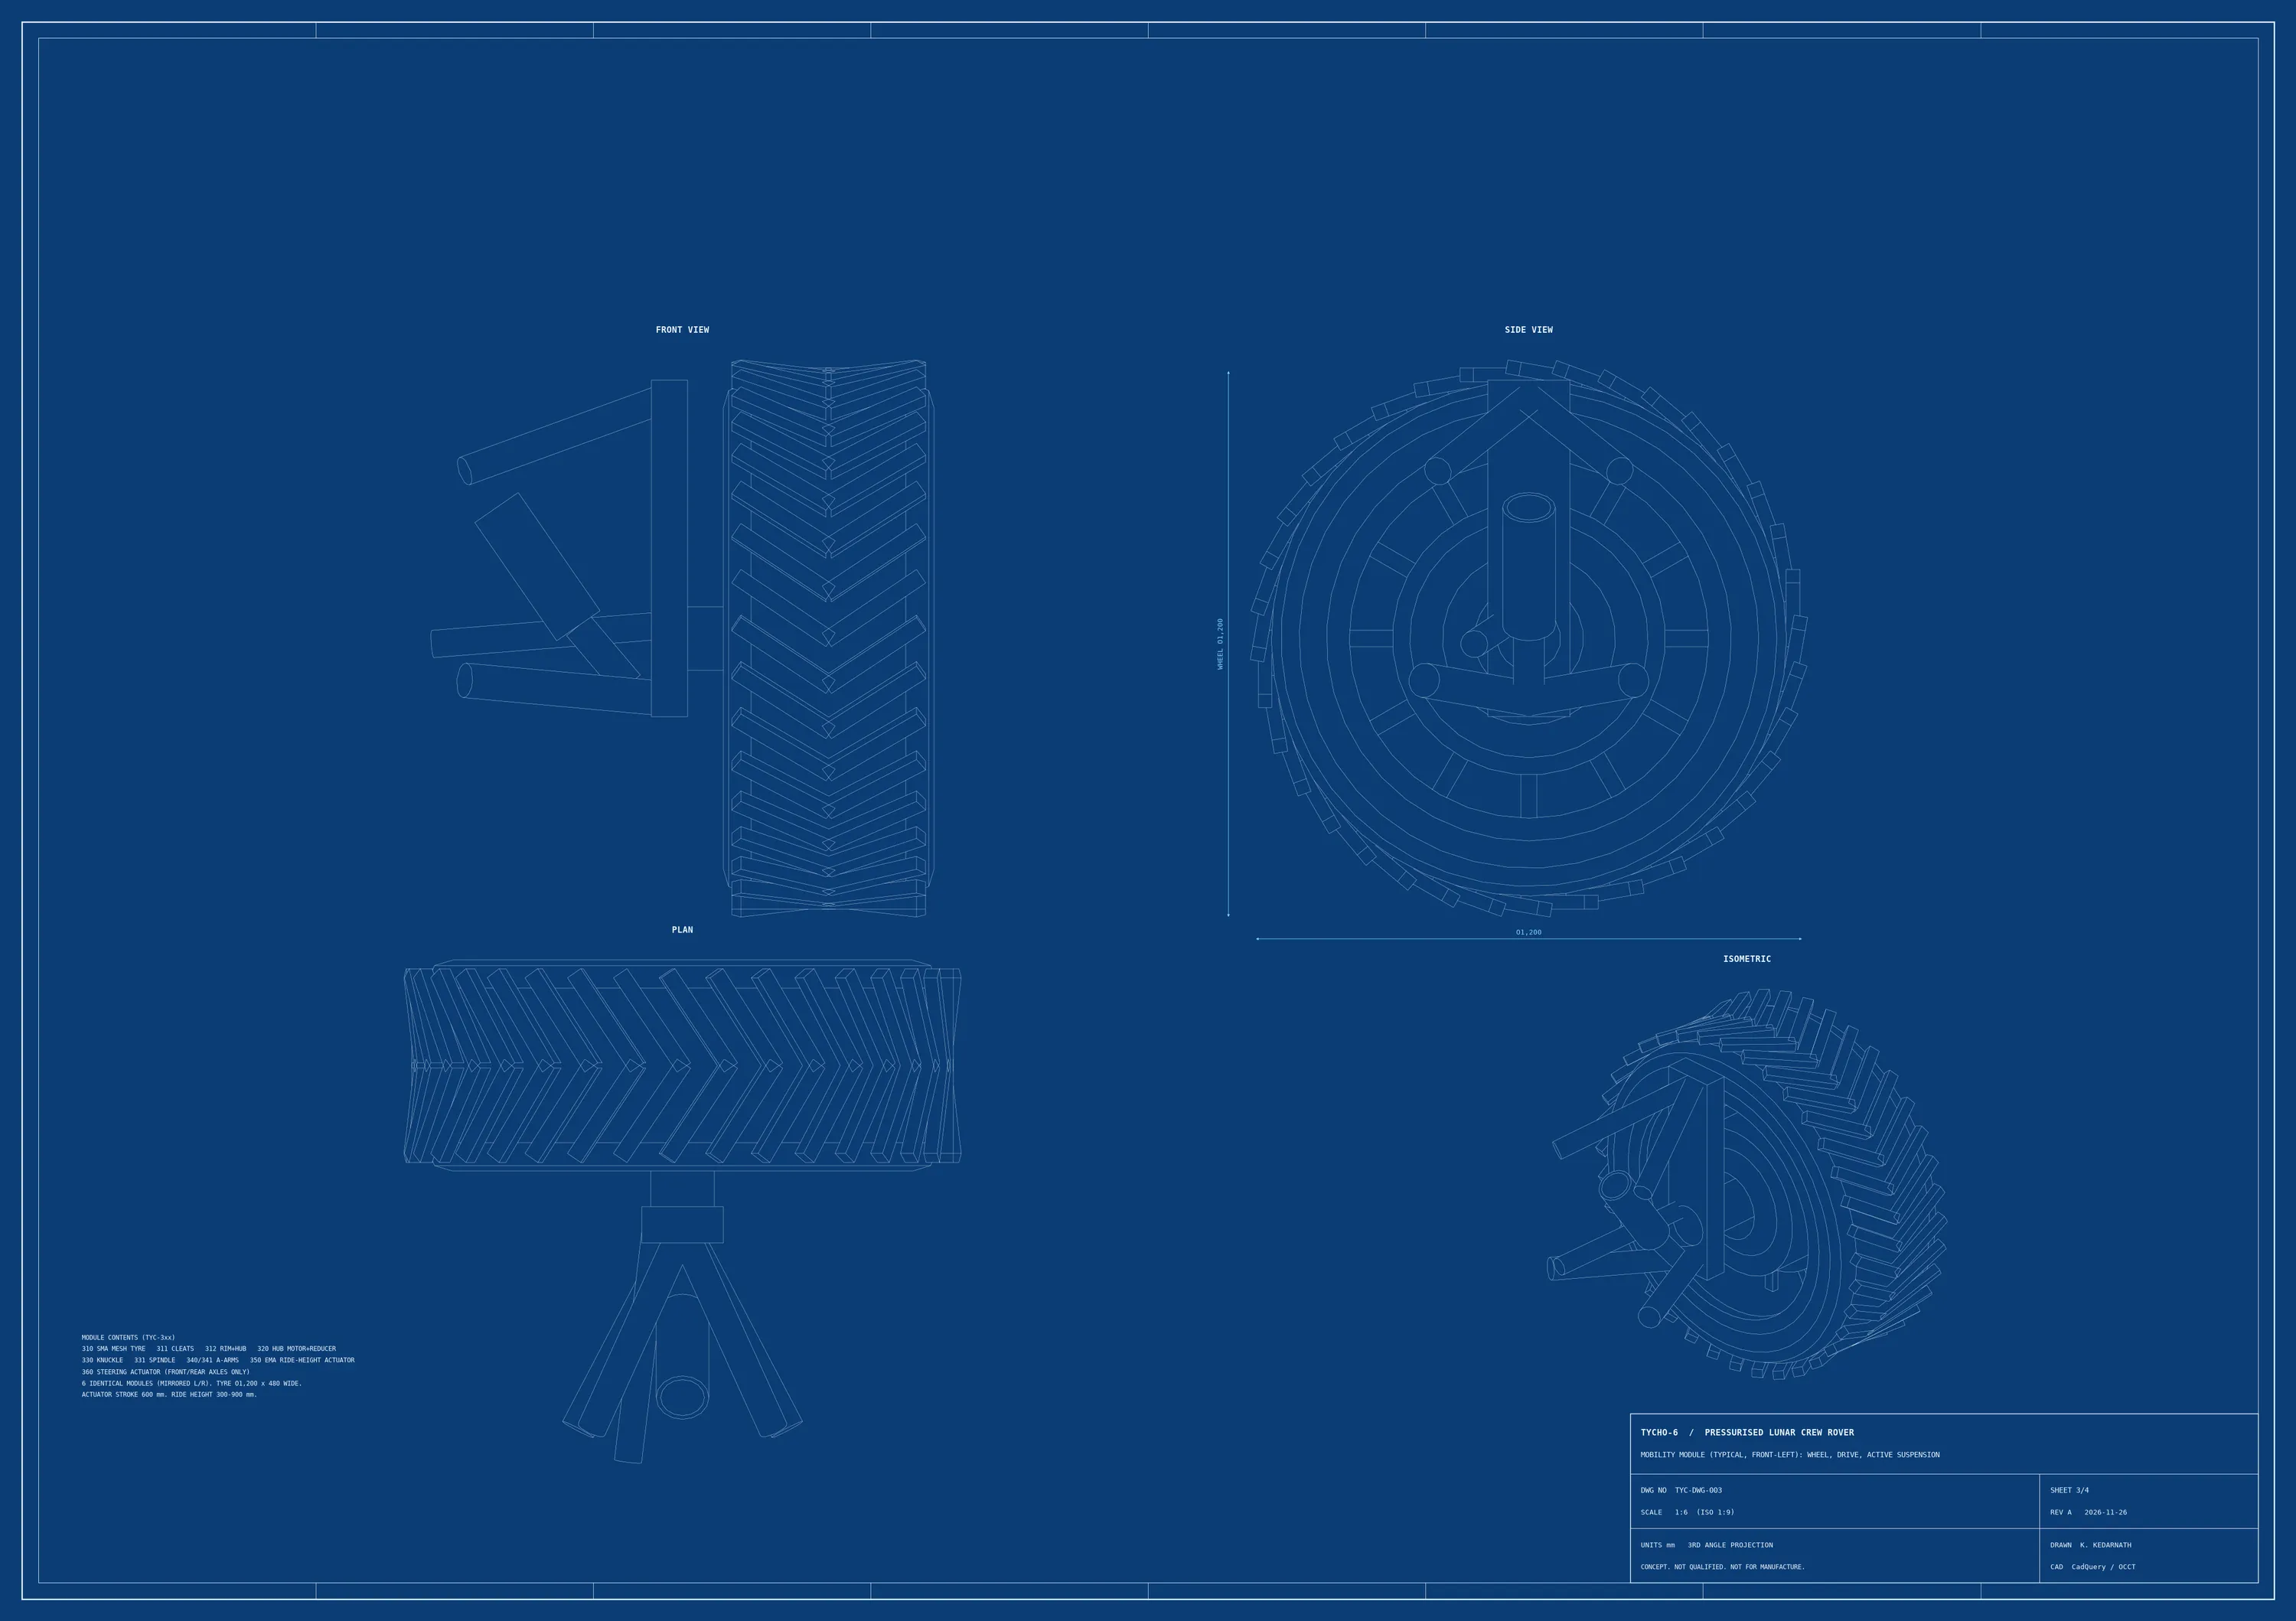 FRONT VIEW
SIDE VIEW
WHEEL O1,200
O1,200
PLAN
ISOMETRIC
MODULE CONTENTS (TYC-3xx)
310 SMA MESH TYRE   311 CLEATS   312 RIM+HUB   320 HUB MOTOR+REDUCER
330 KNUCKLE   331 SPINDLE   340/341 A-ARMS   350 EMA RIDE-HEIGHT ACTUATOR
360 STEERING ACTUATOR (FRONT/REAR AXLES ONLY)
6 IDENTICAL MODULES (MIRRORED L/R). TYRE O1,200 x 480 WIDE.
ACTUATOR STROKE 600 mm. RIDE HEIGHT 300-900 mm.
TYCHO-6  /  PRESSURISED LUNAR CREW ROVER
MOBILITY MODULE (TYPICAL, FRONT-LEFT): WHEEL, DRIVE, ACTIVE SUSPENSION
DWG NO  TYC-DWG-003
SHEET 3/4
SCALE   1:6  (ISO 1:9)
REV A   2026-11-26
UNITS mm   3RD ANGLE PROJECTION
DRAWN  K. KEDARNATH
CONCEPT. NOT QUALIFIED. NOT FOR MANUFACTURE.
CAD  CadQuery / OCCT